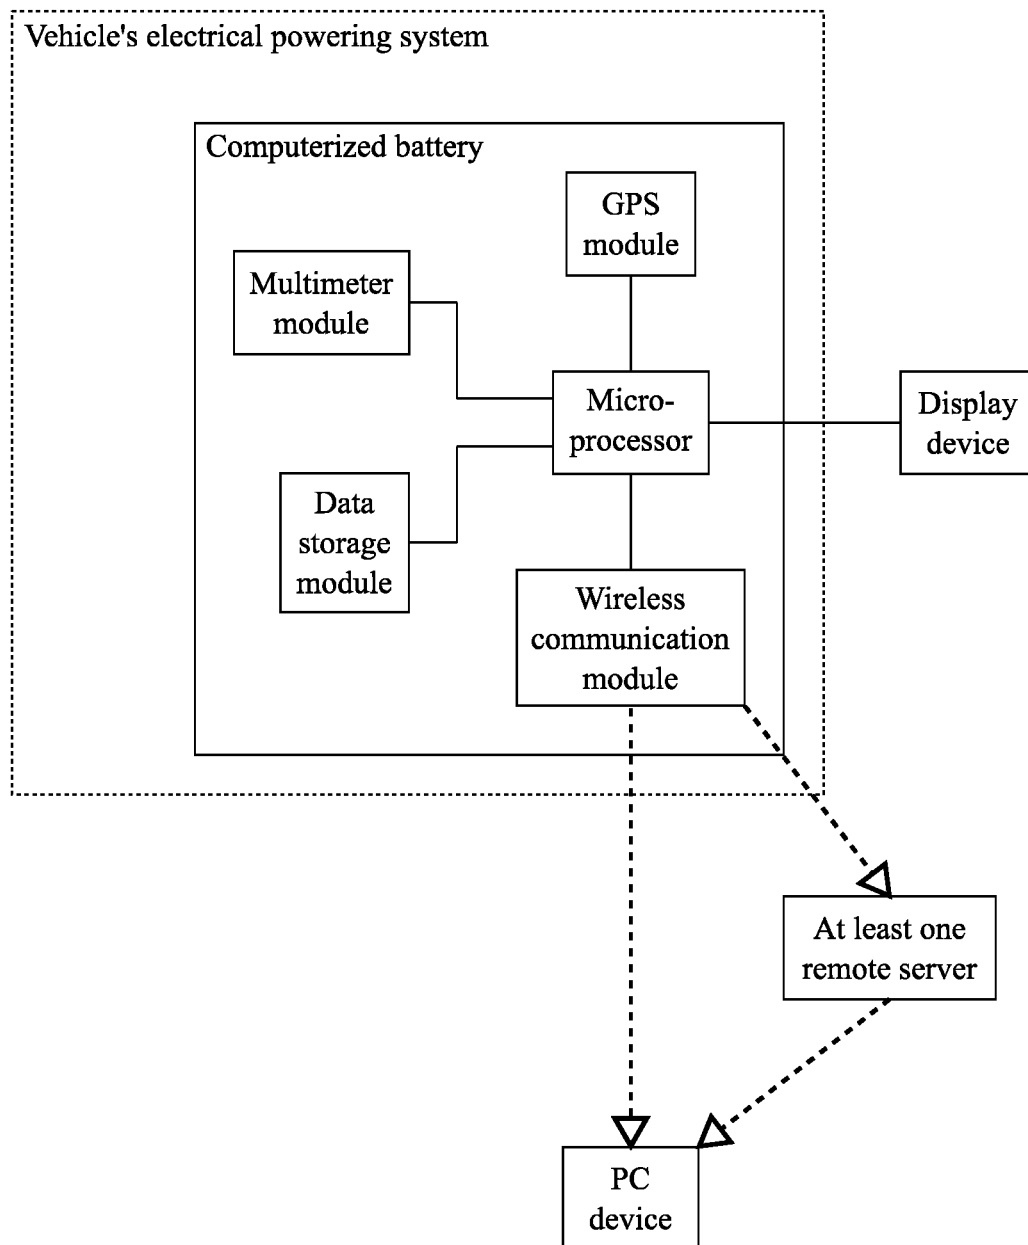 Vehicle's electrical powering system
Computerized battery
GPS
module
Multimeter
module
Micro-
processor
Display
device
Data
storage
module
Wireless
communication
module
At least one
remote server
PC
device